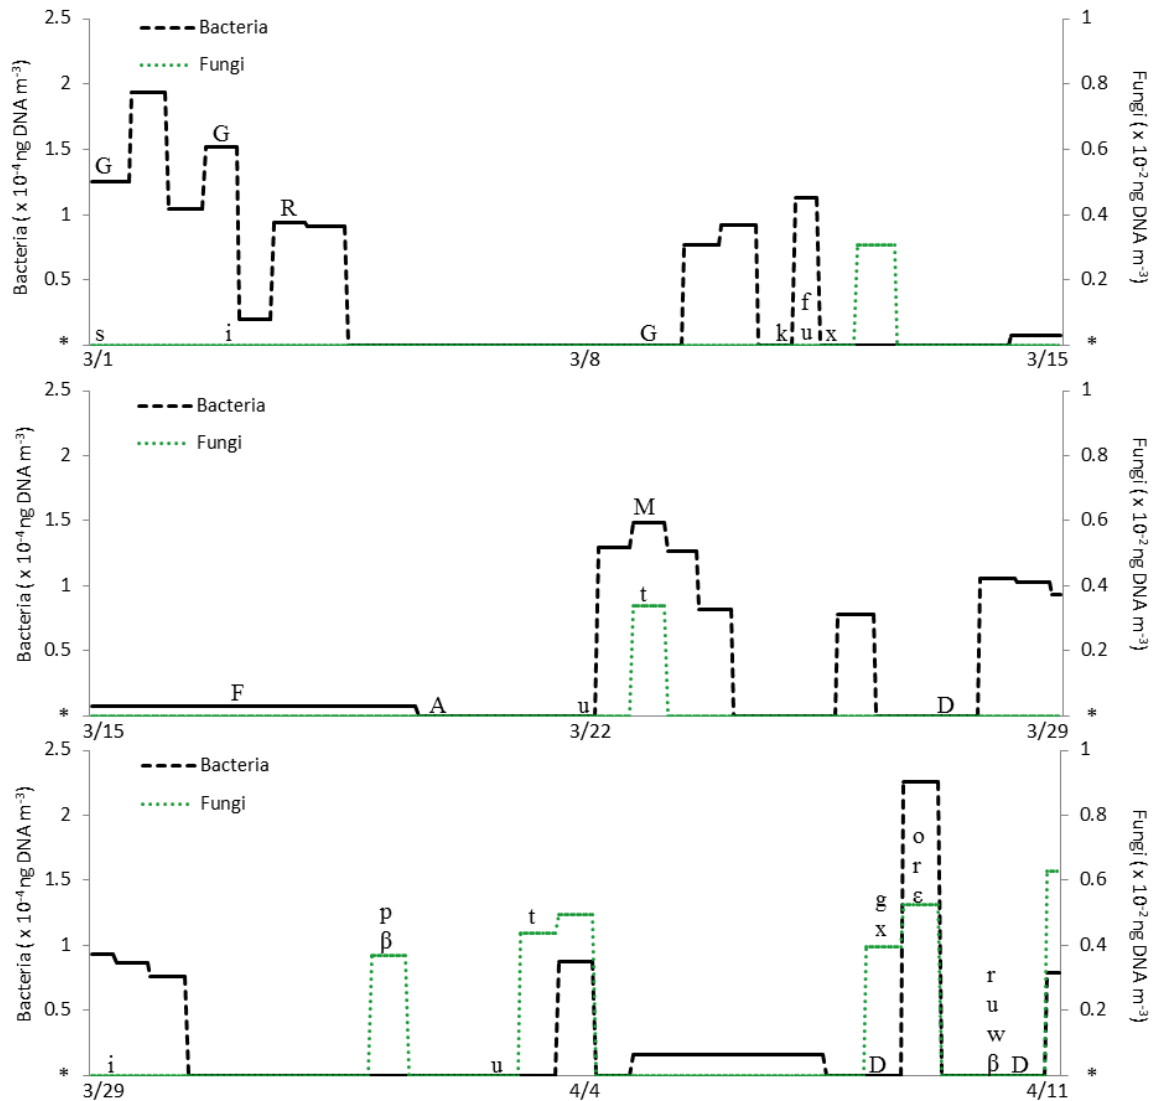 2.5
2
1.5
1
0.5
*
Bacteria ( x 10⁻⁴ ng DNA m⁻³)
Bacteria
Fungi
G
G
R
s
i
G
k
f
u
x
1
0.8
0.6
0.4
0.2
*
Fungi ( x 10⁻² ng DNA m⁻³)
3/1
3/8
3/15
2.5
2
1.5
1
0.5
*
Bacteria ( x 10⁻⁴ ng DNA m⁻³)
Bacteria
Fungi
F
A
u
M
t
D
1
0.8
0.6
0.4
0.2
*
Fungi ( x 10⁻² ng DNA m⁻³)
3/15
3/22
3/29
2.5
2
1.5
1
0.5
*
Bacteria ( x 10⁻⁴ ng DNA m⁻³)
Bacteria
Fungi
i
p
β
u
t
g
x
D
o
r
ε
r
u
w
β
D
1
0.8
0.6
0.4
0.2
*
Fungi ( x 10⁻² ng DNA m⁻³)
3/29
4/4
4/11